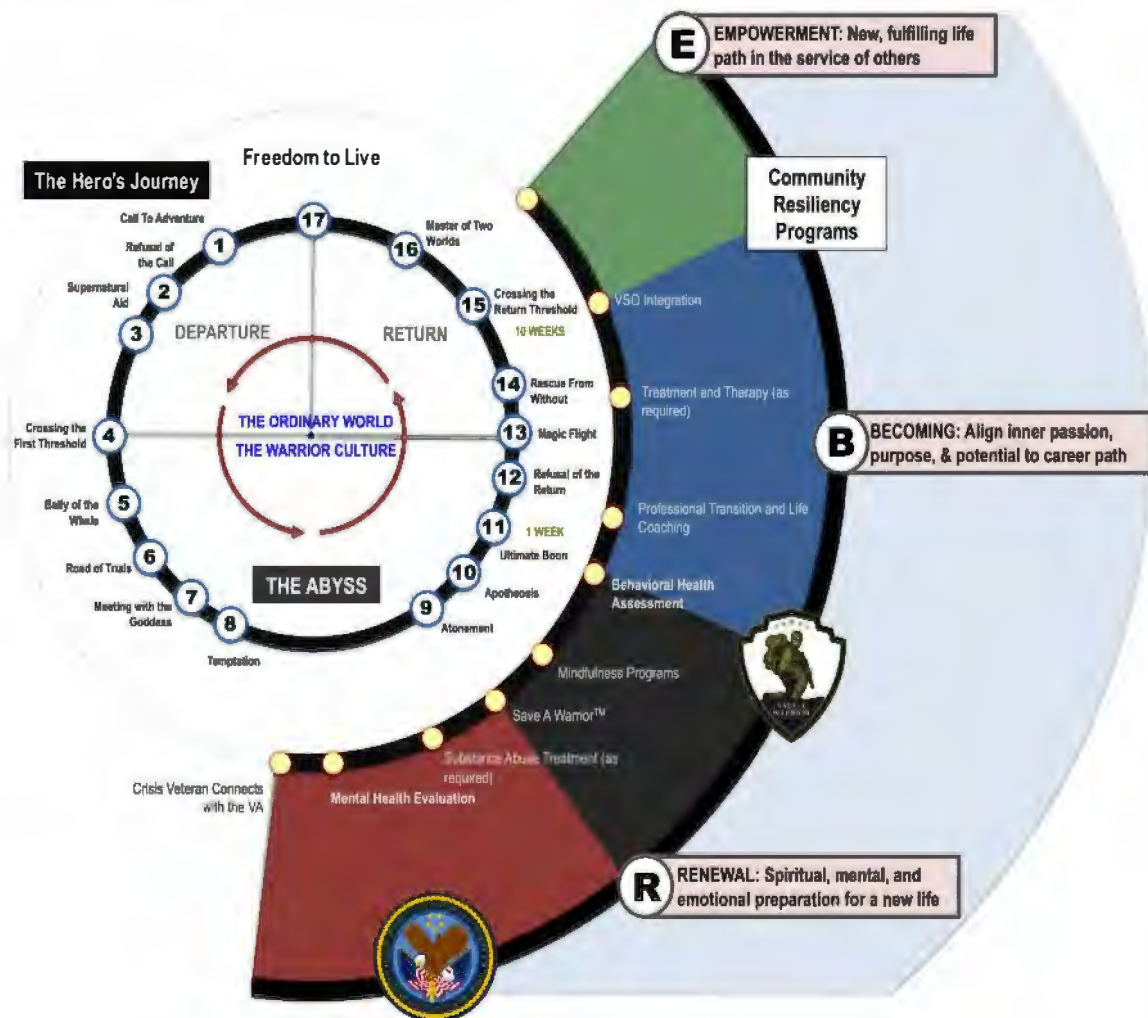 E
EMPOWERMENT: New, fulfilling life
path in the service of others
Freedom to Live
The Hero's Journey
Call To Adventure
Refusal of
the Call
Supernatural
Aid
Crossing the
First Threshold
Belly of the
Whale
Road of Trials
Meeting with the
Goddess
Temptation
17
1
2
3
4
5
6
7
8
9
10
11
12
13
14
15
16
Master of Two
Worlds
Crossing the
Return Threshold
10 WEEKS
Rescue From
Without
Magic Flight
Refusal of the
Return
1 WEEK
Ultimate Boon
Apotheosis
Atonement
DEPARTURE
RETURN
THE ORDINARY WORLD
THE WARRIOR CULTURE
THE ABYSS
Community
Resiliency
Programs
VSO Integration
Treatment and Therapy (as
required)
B
BECOMING: Align inner passion,
purpose, & potential to career path
Professional Transition and Life
Coaching
Behavioral Health
Assessment
Mindfulness Programs
Save A Warrior™
Substance Abuse Treatment (as
required)
Mental Health Evaluation
Crisis Veteran Connects
with the VA
R
RENEWAL: Spiritual, mental, and
emotional preparation for a new life